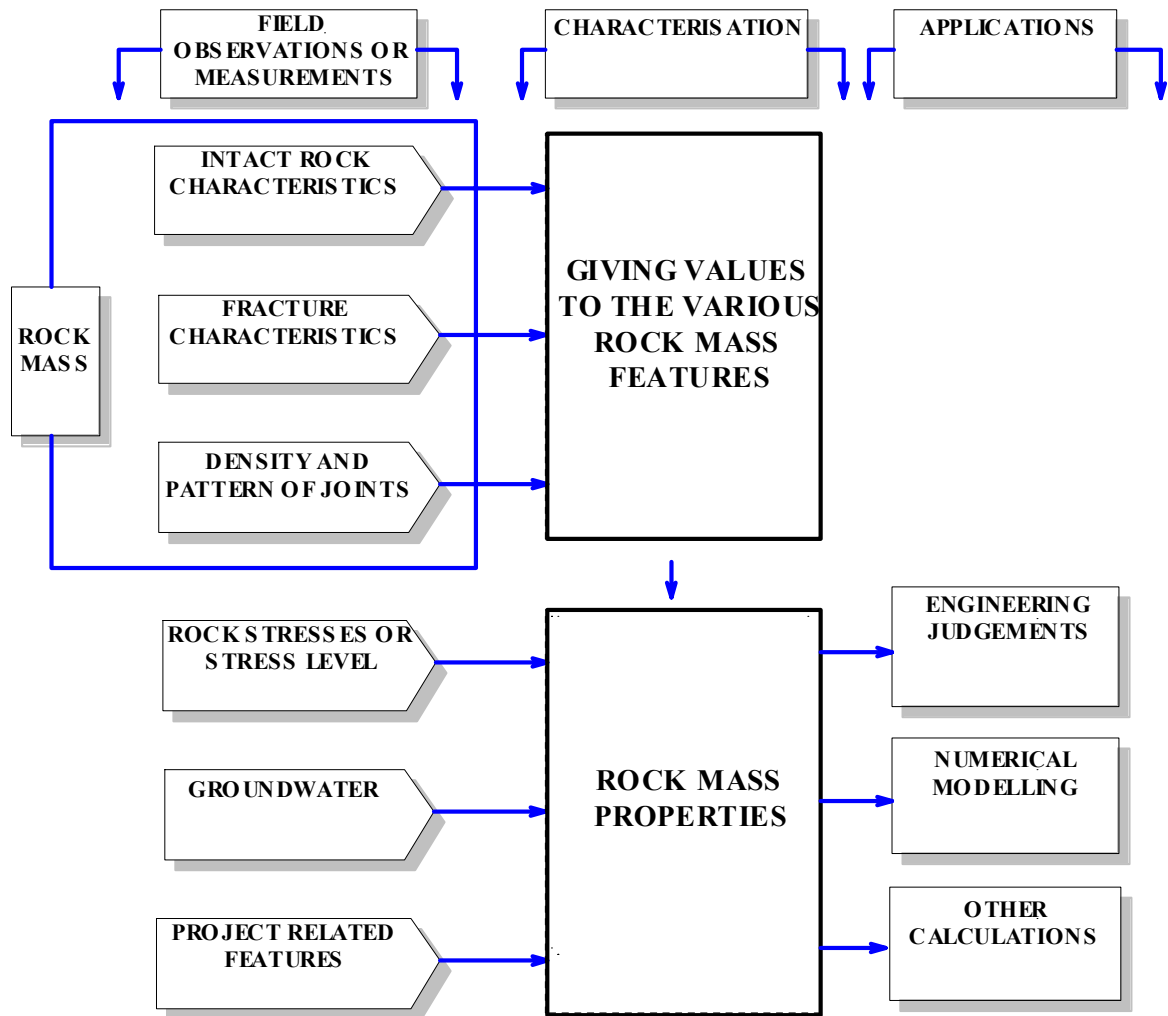 FIELD
OBSERVATIONS OR
MEASUREMENTS
CHARACTERISATION
APPLICATIONS
ROCK
MASS
INTACT ROCK
CHARACTERISTICS
FRACTURE
CHARACTERISTICS
DENSITY AND
PATTERN OF JOINTS
GIVING VALUES
TO THE VARIOUS
ROCK MASS
FEATURES
ROCK STRESSES OR
STRESS LEVEL
GROUNDWATER
PROJECT RELATED
FEATURES
ROCK MASS
PROPERTIES
ENGINEERING
JUDGEMENTS
NUMERICAL
MODELLING
OTHER
CALCULATIONS